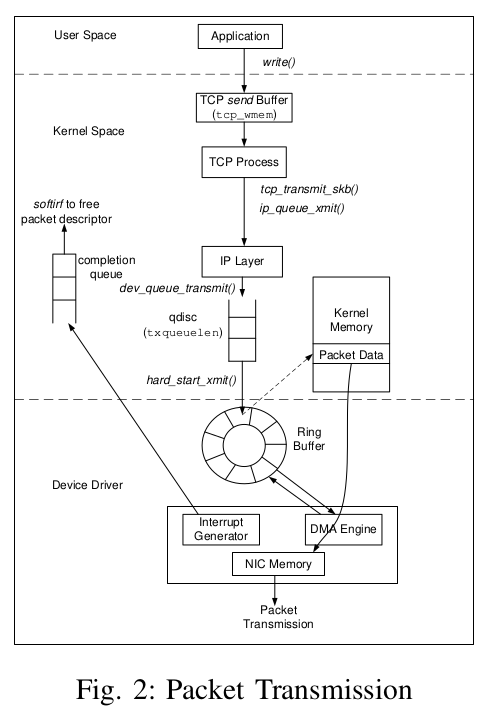 User Space
Application
write()
TCP send Buffer
(tcp_wmem)
Kernel Space
TCP Process
tcp_transmit_skb()
ip_queue_xmit()
softirf to free
packet descriptor
completion
queue
IP Layer
dev_queue_transmit()
qdisc
(txqueuelen)
Kernel
Memory
Packet Data
hard_start_xmit()
Ring
Buffer
Device Driver
Interrupt
Generator
DMA Engine
NIC Memory
Packet
Transmission
Fig. 2: Packet Transmission